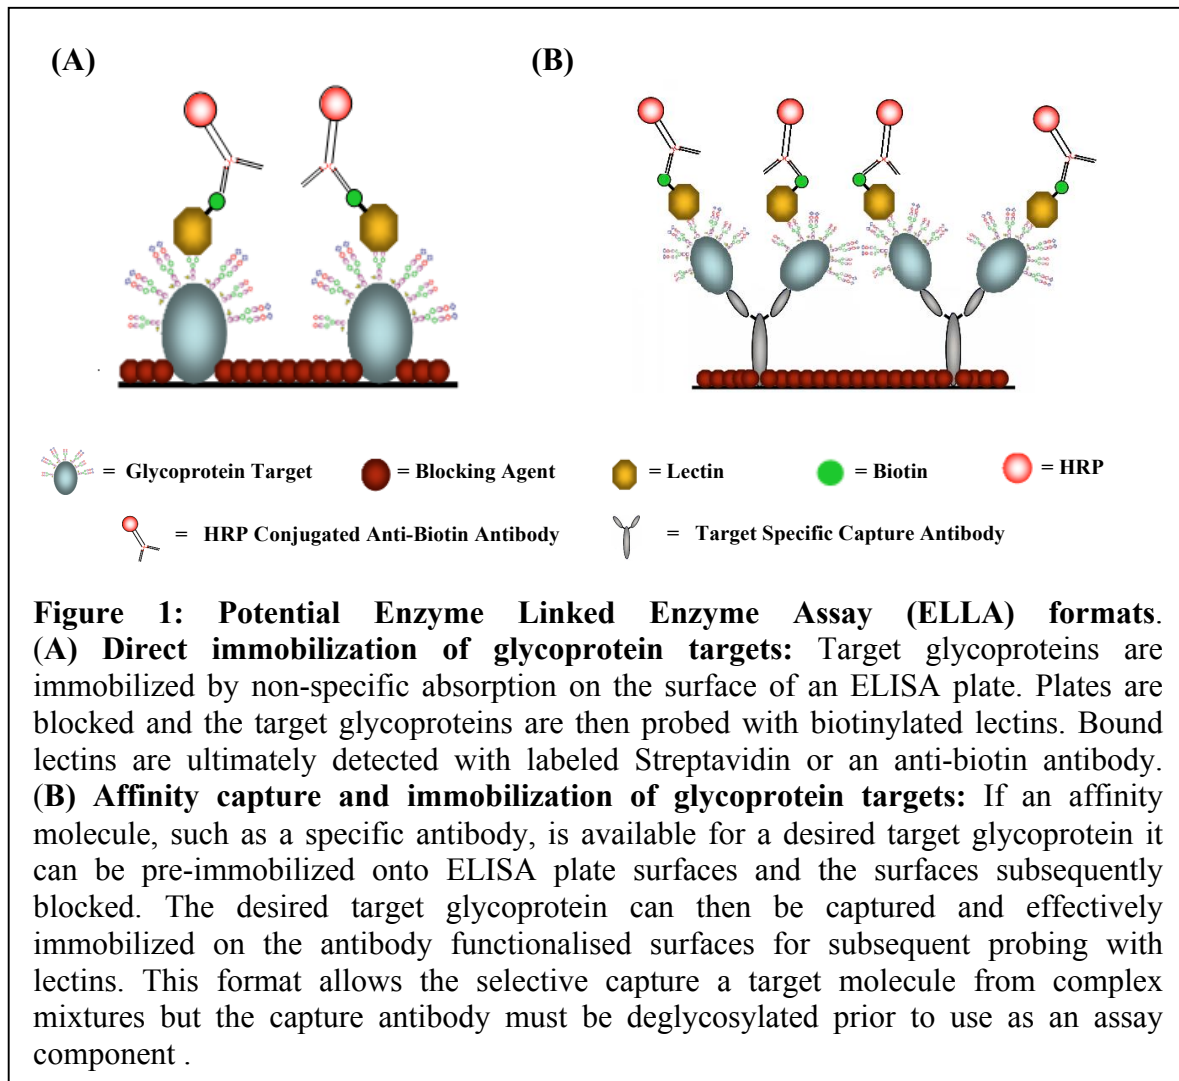 (A)
(B)
= Glycoprotein Target
= Blocking Agent
= Lectin
= Biotin
= HRP
= HRP Conjugated Anti-Biotin Antibody
= Target Specific Capture Antibody
Figure 1: Potential Enzyme Linked Enzyme Assay (ELLA) formats.
(A) Direct immobilization of glycoprotein targets: Target glycoproteins are
immobilized by non-specific absorption on the surface of an ELISA plate. Plates are
blocked and the target glycoproteins are then probed with biotinylated lectins. Bound
lectins are ultimately detected with labeled Streptavidin or an anti-biotin antibody.
(B) Affinity capture and immobilization of glycoprotein targets: If an affinity
molecule, such as a specific antibody, is available for a desired target glycoprotein it
can be pre-immobilized onto ELISA plate surfaces and the surfaces subsequently
blocked. The desired target glycoprotein can then be captured and effectively
immobilized on the antibody functionalised surfaces for subsequent probing with
lectins. This format allows the selective capture a target molecule from complex
mixtures but the capture antibody must be deglycosylated prior to use as an assay
component .